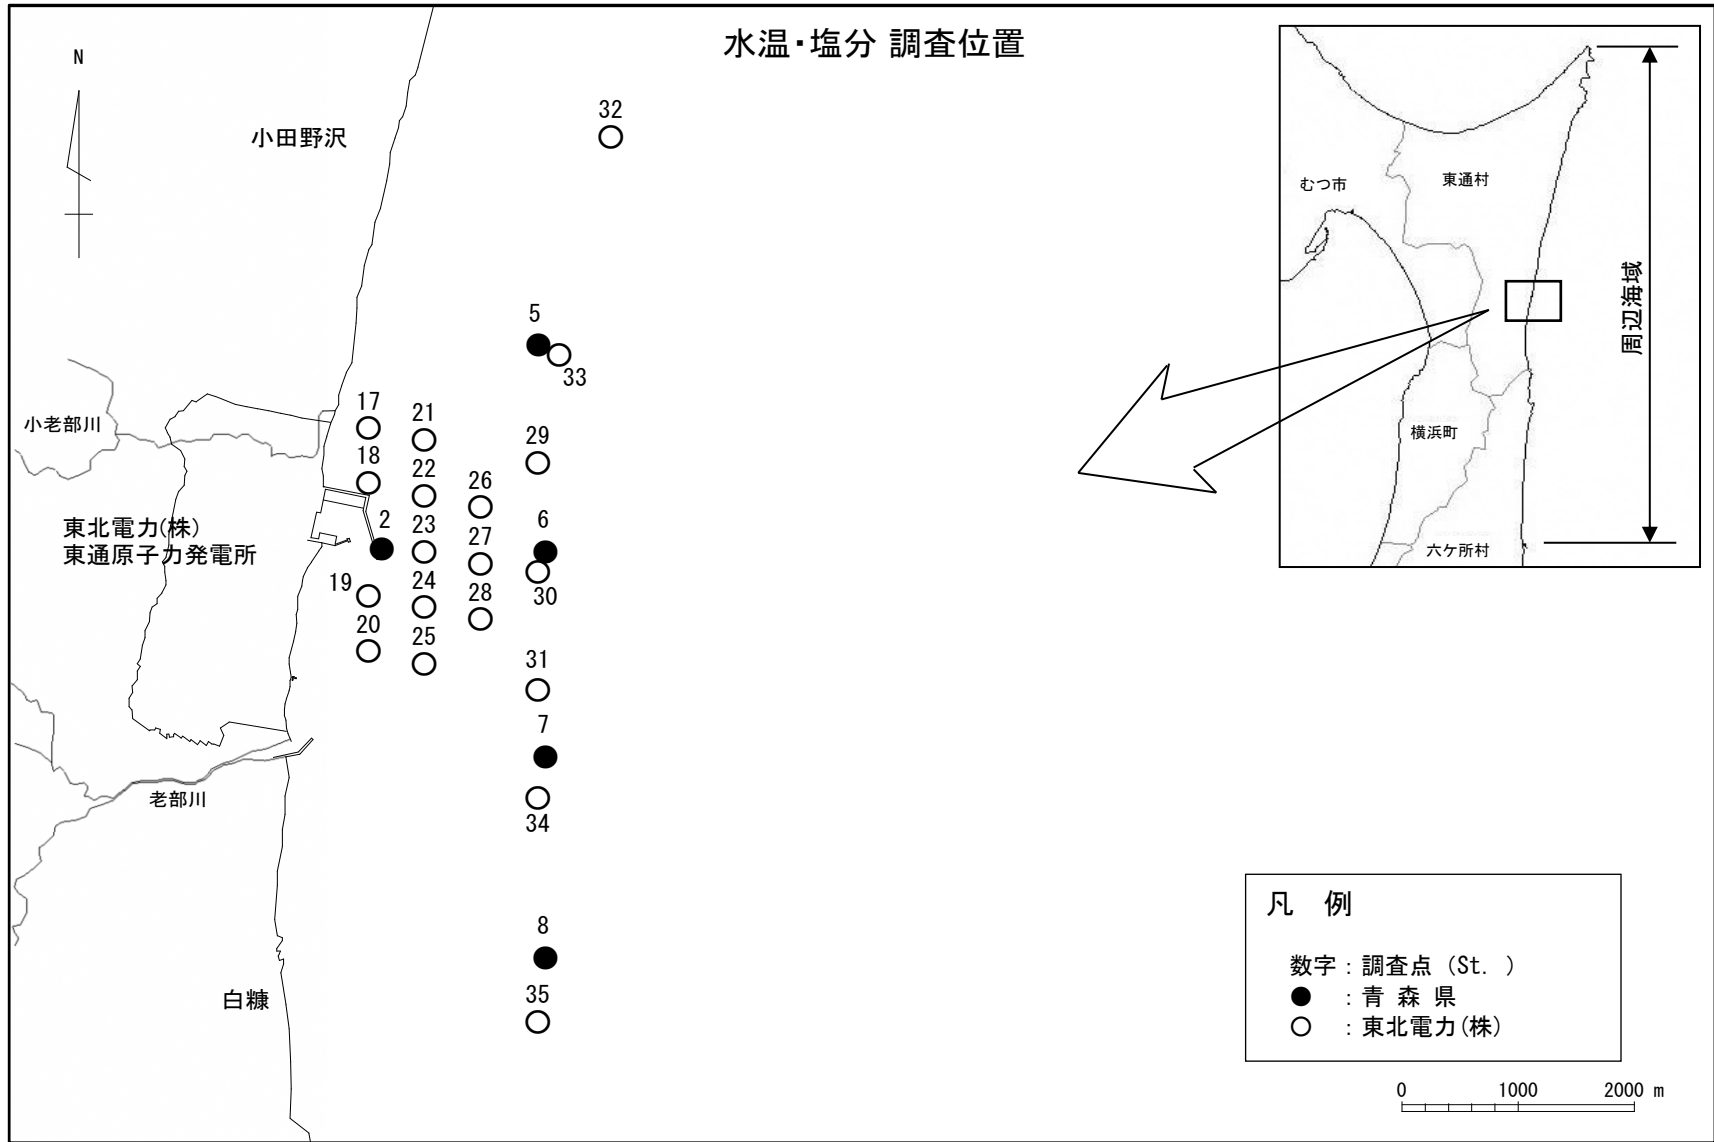 水温・塩分 調査位置
N
小田野沢
32
5
33
17
21
29
小老部川
18
22
26
2
23
27
6
東北電力(株)
東通原子力発電所
19
24
28
30
20
25
31
7
老部川
34
8
白糠
35
むつ市
東通村
周辺海域
横浜町
六ケ所村
凡 例
数字：調査点（St. ）
● ：青 森 県
○ ：東北電力(株)
0 1000 2000 m